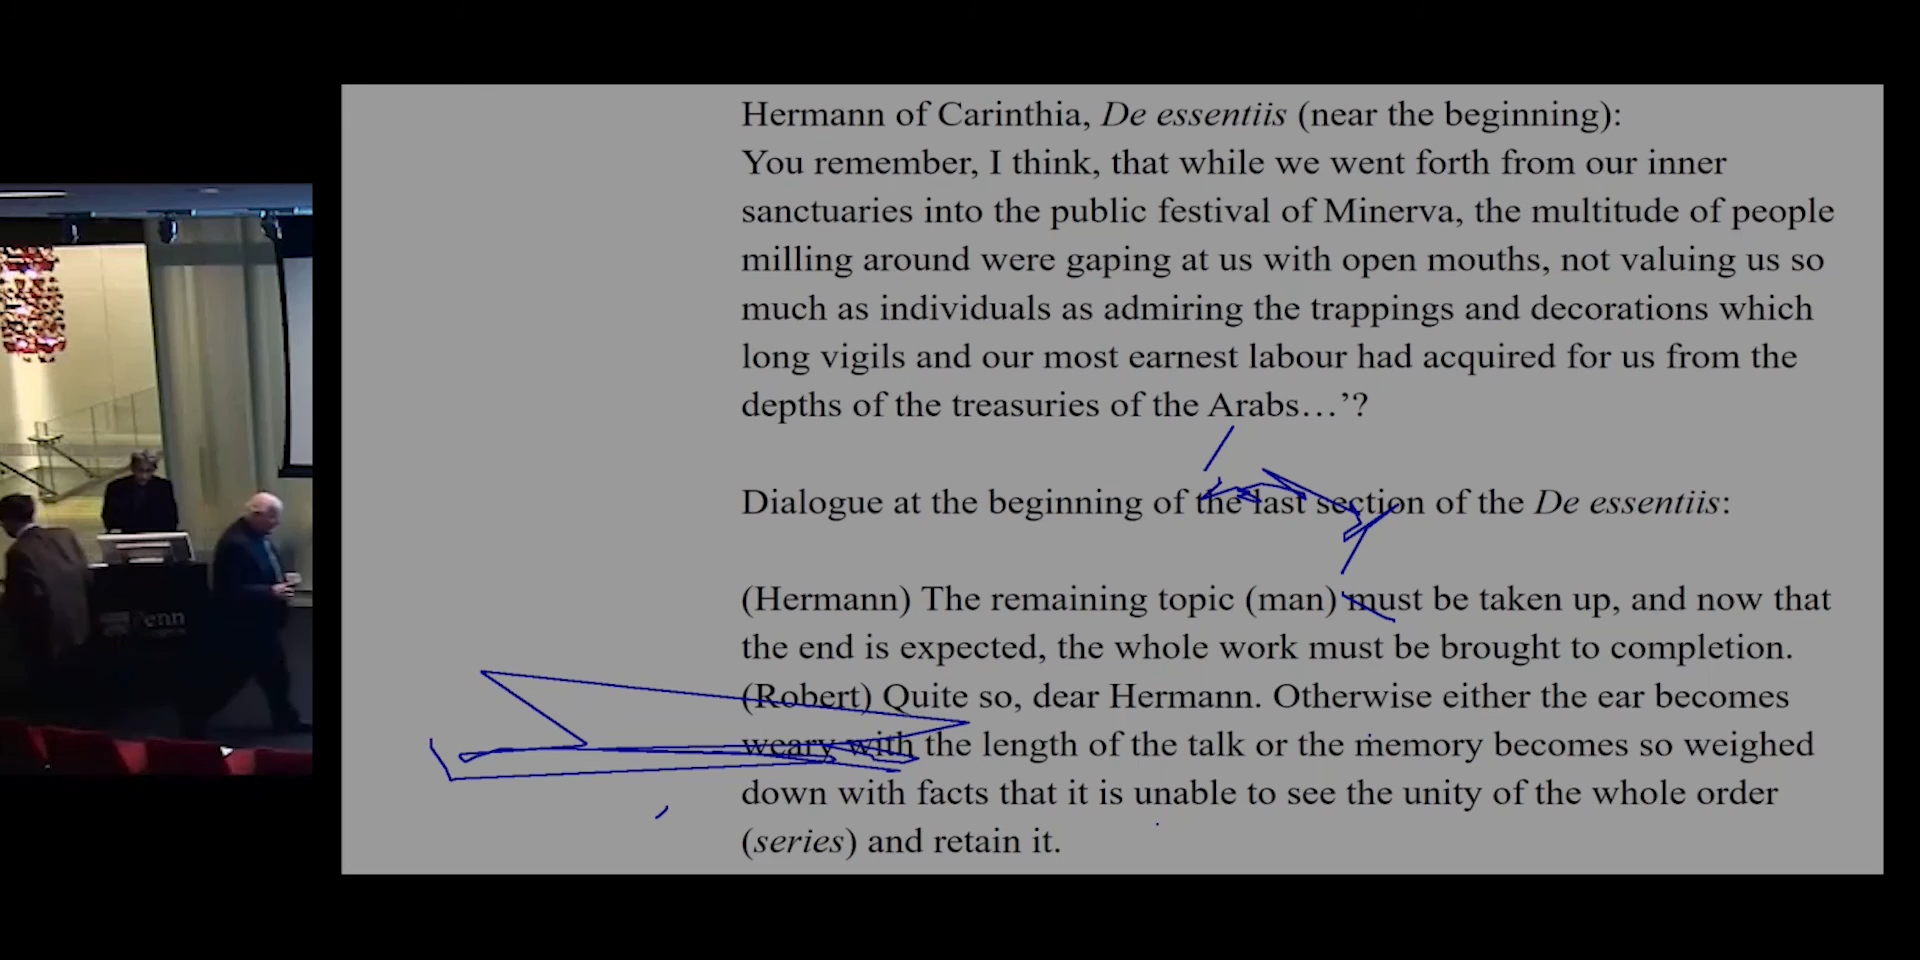 Hermann of Carinthia, De essentiis (near the beginning):
You remember, I think, that while we went forth from our inner
sanctuaries into the public festival of Minerva, the multitude of people
milling around were gaping at us with open mouths, not valuing us so
much as individuals as admiring the trappings and decorations which
long vigils and our most earnest labour had acquired for us from the
depths of the treasuries of the Arabs…’?
Dialogue at the beginning of the last section of the De essentiis:
(Hermann) The remaining topic (man) must be taken up, and now that
the end is expected, the whole work must be brought to completion.
(Robert) Quite so, dear Hermann. Otherwise either the ear becomes
weary with the length of the talk or the memory becomes so weighed
down with facts that it is unable to see the unity of the whole order
(series) and retain it.
Penn